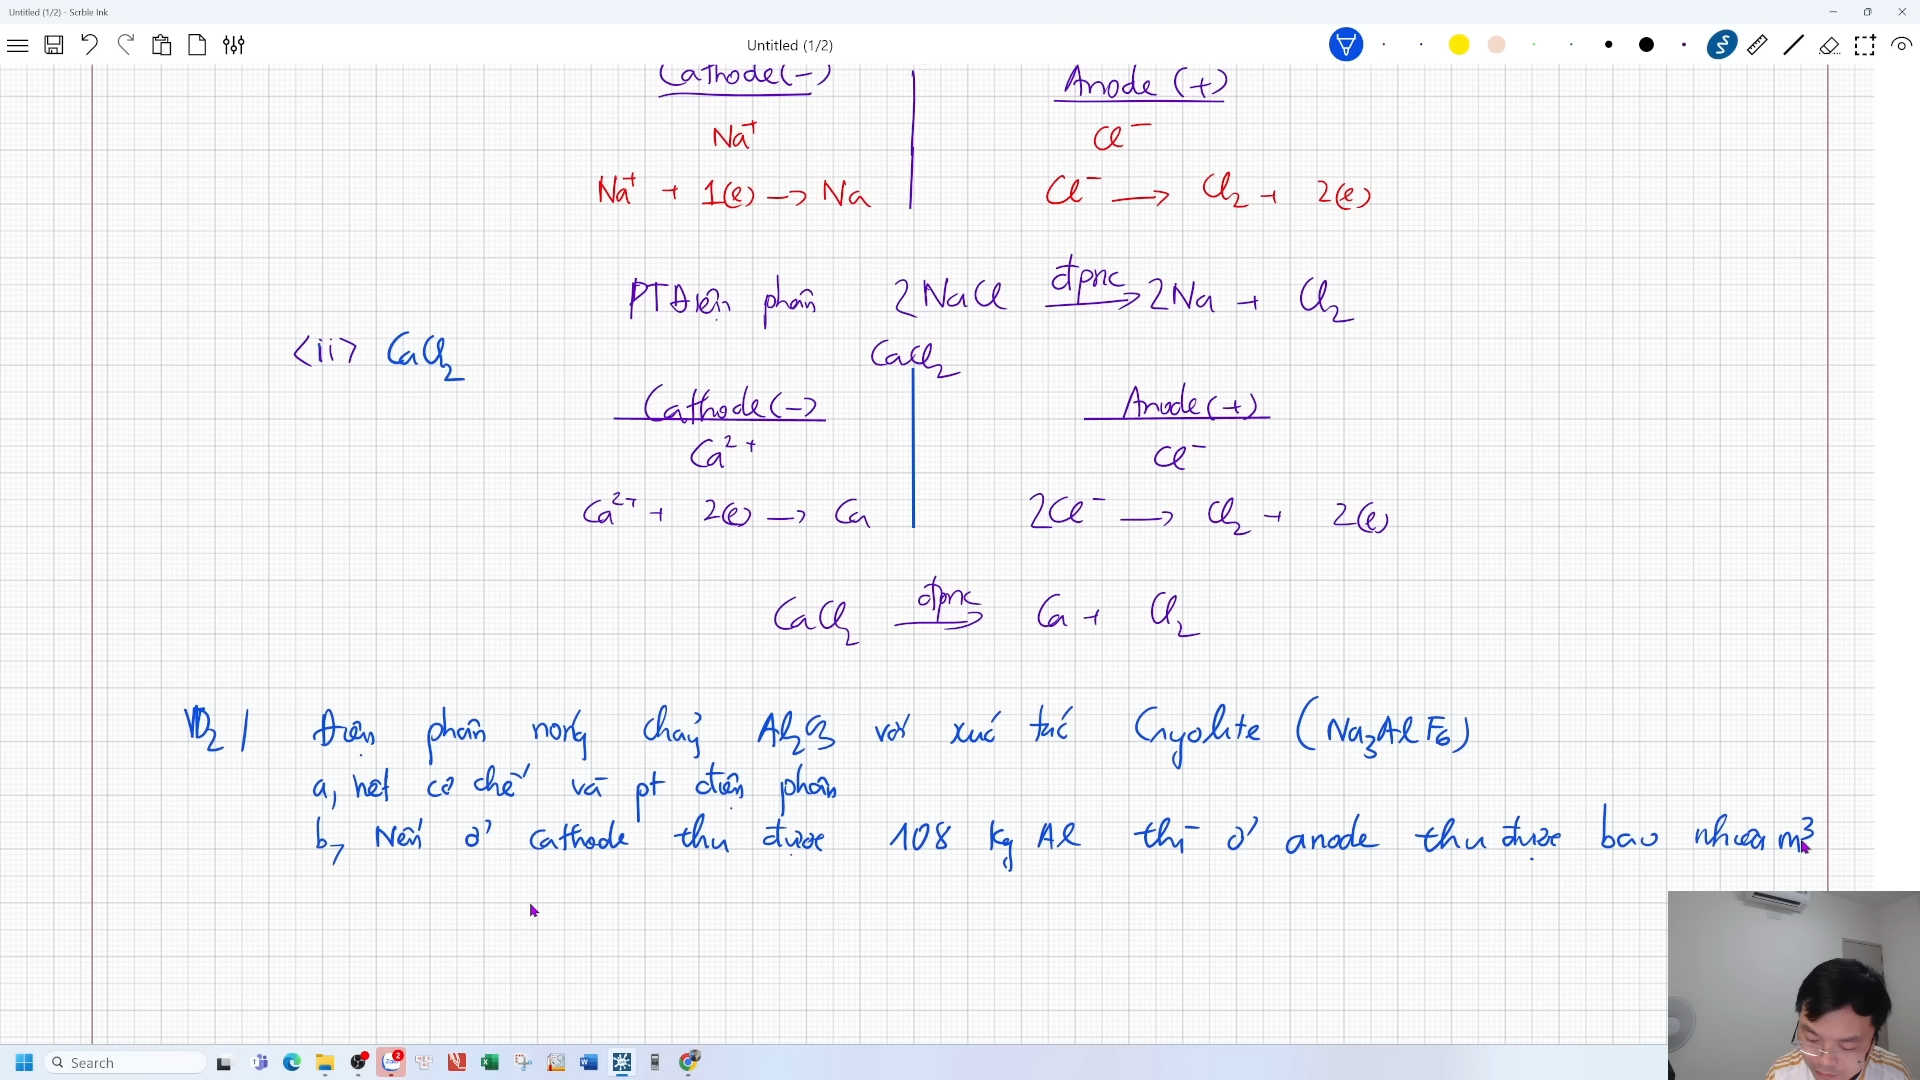 Untitled (1/2) - Scrble Ink
Untitled (1/2)
Cathode(-) Anode (+)
Na⁺ Cl⁻
Na⁺ + 1(e) → Na Cl⁻ → Cl₂ + 2(e)
PT Điện phân 2NaCl đpnc → 2Na + Cl₂
<ii> CaCl₂ CaCl₂
Cathode(-) Anode(+)
Ca²⁺ Cl⁻
Ca²⁺ + 2(e) → Ca 2Cl⁻ → Cl₂ + 2(e)
CaCl₂ đpnc → Ca + Cl₂
VD2 / Điện phân nóng chảy Al₂O₃ với xúc tác Cryolite (Na₃AlF₆)
a, cơ chế và pt điện phân
b, Nếu ở cathode thu được 108 kg Al thì ở anode thu được bao nhiêu m³
Search
2